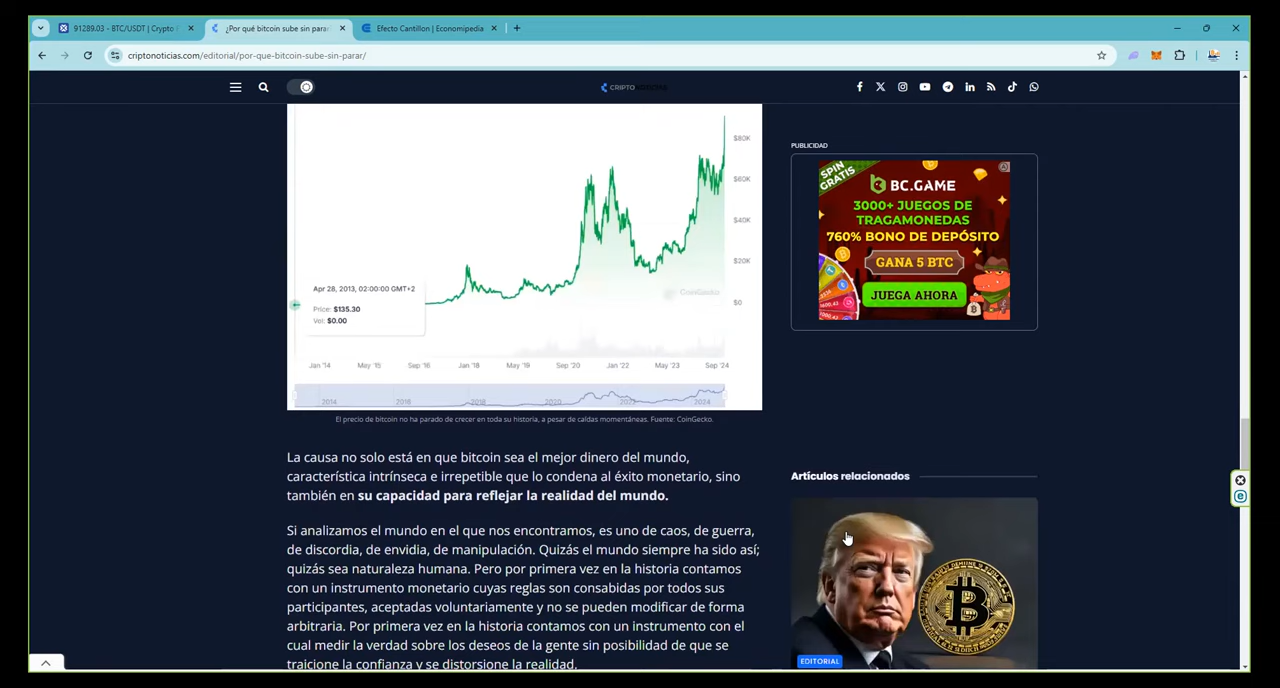 91289.03 - BTC/USDT | Crypto
¿Por qué bitcoin sube sin para
Efecto Cantillon | Economipedia
criptonoticias.com/editorial/por-que-bitcoin-sube-sin-parar/
CRIPTO
$80K
$60K
$40K
$20K
$0
CoinGecko
Apr 28, 2013, 02:00:00 GMT+2
Price: $135.30
Vol: $0.00
Jan '14 May '15 Sep '16 Jan '18 May '19 Sep '20 Jan '22 May '23 Sep '24
2014 2016 2018 2020 2022 2024
El precio de bitcoin no ha parado de crecer en toda su historia, a pesar de caídas momentáneas. Fuente: CoinGecko.
La causa no solo está en que bitcoin sea el mejor dinero del mundo,
característica intrínseca e irrepetible que lo condena al éxito monetario, sino
también en su capacidad para reflejar la realidad del mundo.
Si analizamos el mundo en el que nos encontramos, es uno de caos, de guerra,
de discordia, de envidia, de manipulación. Quizás el mundo siempre ha sido así;
quizás sea naturaleza humana. Pero por primera vez en la historia contamos
con un instrumento monetario cuyas reglas son consabidas por todos sus
participantes, aceptadas voluntariamente y no se pueden modificar de forma
arbitraria. Por primera vez en la historia contamos con un instrumento con el
cual medir la verdad sobre los deseos de la gente sin posibilidad de que se
traicione la confianza y se distorsione la realidad.
PUBLICIDAD
SPIN
GRATIS
BC.GAME
3000+ JUEGOS DE
TRAGAMONEDAS
760% BONO DE DEPÓSITO
GANA 5 BTC
JUEGA AHORA
Artículos relacionados
EDITORIAL